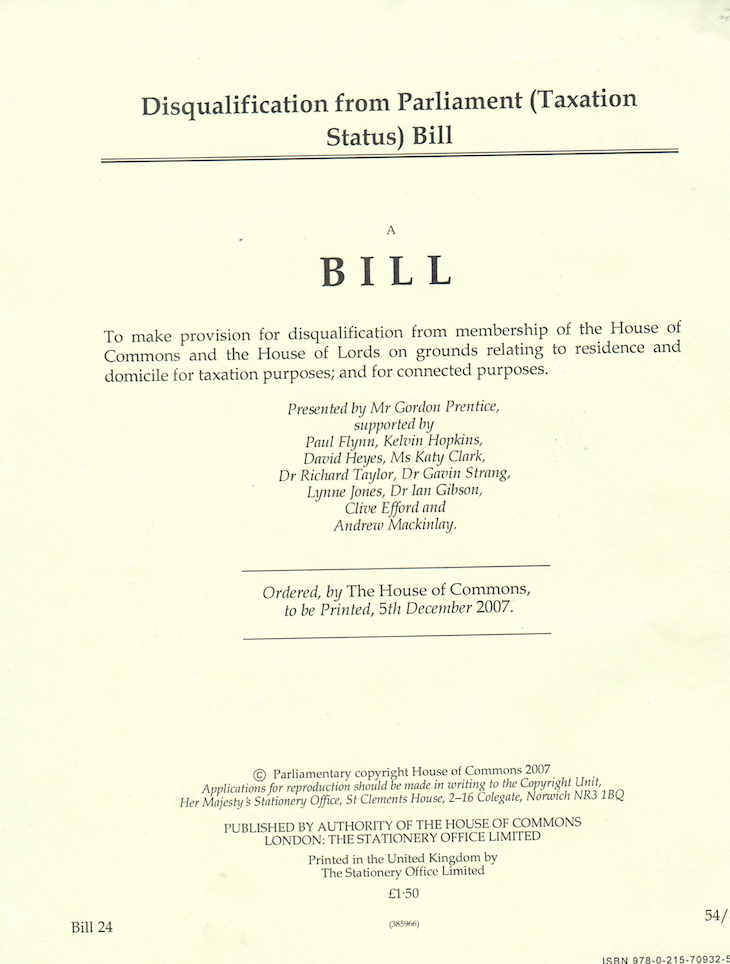 Disqualification from Parliament (Taxation
Status) Bill
A
BILL
To make provision for disqualification from membership of the House of
Commons and the House of Lords on grounds relating to residence and
domicile for taxation purposes; and for connected purposes.
Presented by Mr Gordon Prentice,
supported by
Paul Flynn, Kelvin Hopkins,
David Heyes, Ms Katy Clark,
Dr Richard Taylor, Dr Gavin Strang,
Lynne Jones, Dr Ian Gibson,
Clive Efford and
Andrew Mackinlay.
Ordered, by The House of Commons,
to be Printed, 5th December 2007.
© Parliamentary copyright House of Commons 2007
Applications for reproduction should be made in writing to the Copyright Unit,
Her Majesty's Stationery Office, St Clements House, 2–16 Colegate, Norwich NR3 1BQ
PUBLISHED BY AUTHORITY OF THE HOUSE OF COMMONS
LONDON: THE STATIONERY OFFICE LIMITED
Printed in the United Kingdom by
The Stationery Office Limited
£1·50
Bill 24
(385966)
54/
ISBN 978-0-215-70932-5